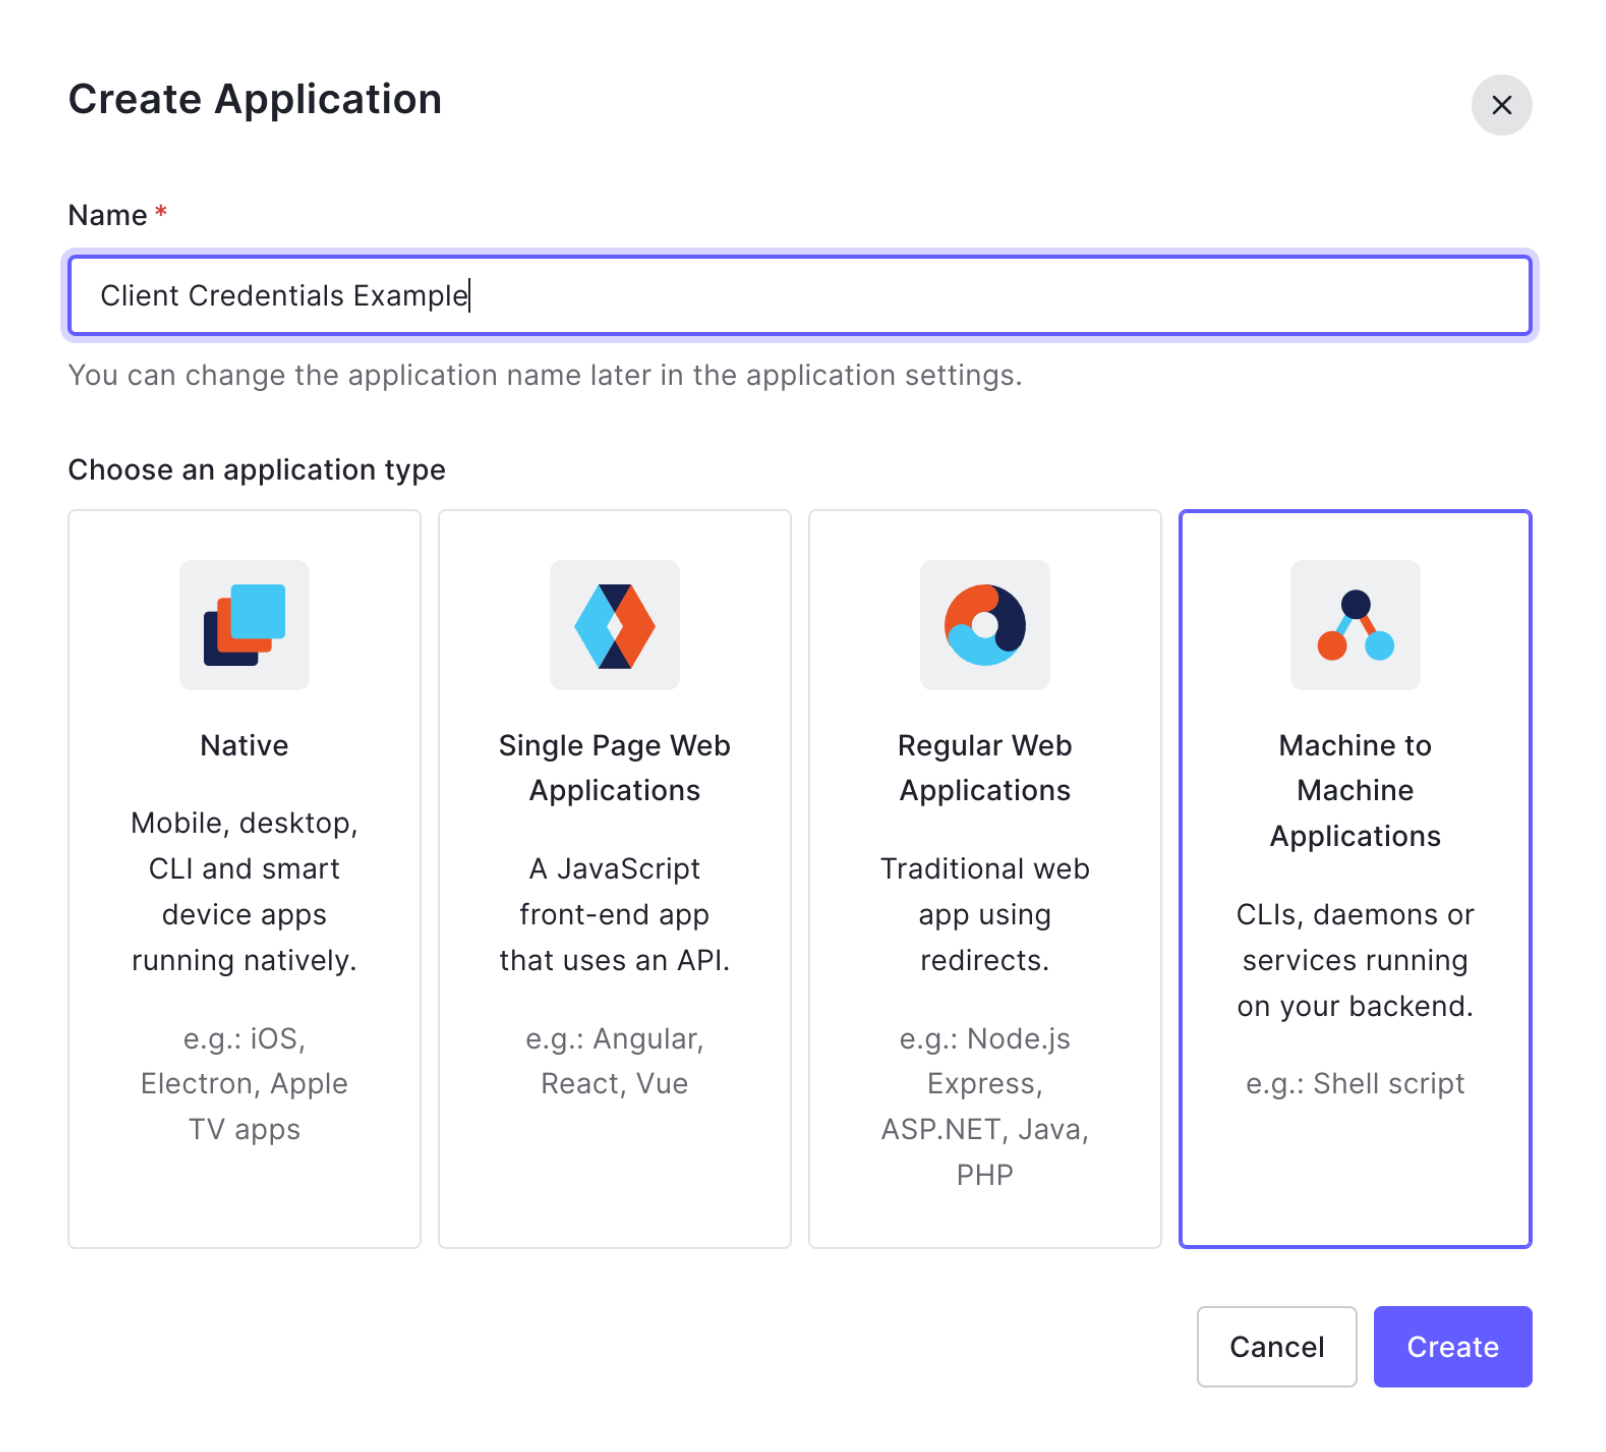 Create Application
Name *
Client Credentials Example
You can change the application name later in the application settings.
Choose an application type
Native
Mobile, desktop,
CLI and smart
device apps
running natively.
e.g.: iOS,
Electron, Apple
TV apps
Single Page Web
Applications
A JavaScript
front-end app
that uses an API.
e.g.: Angular,
React, Vue
Regular Web
Applications
Traditional web
app using
redirects.
e.g.: Node.js
Express,
ASP.NET, Java,
PHP
Machine to
Machine
Applications
CLIs, daemons or
services running
on your backend.
e.g.: Shell script
Cancel
Create